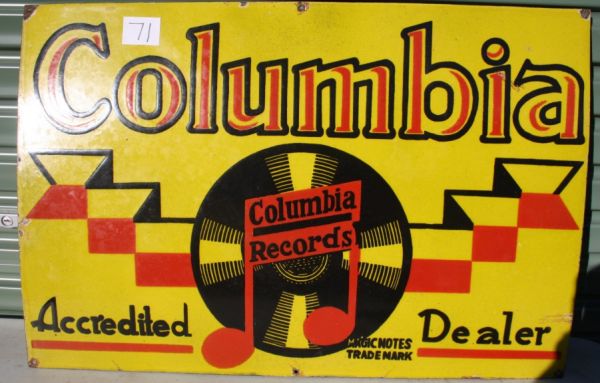 71
Columbia
Columbia
Records
Accredited
Dealer
MAGIC NOTES
TRADE MARK